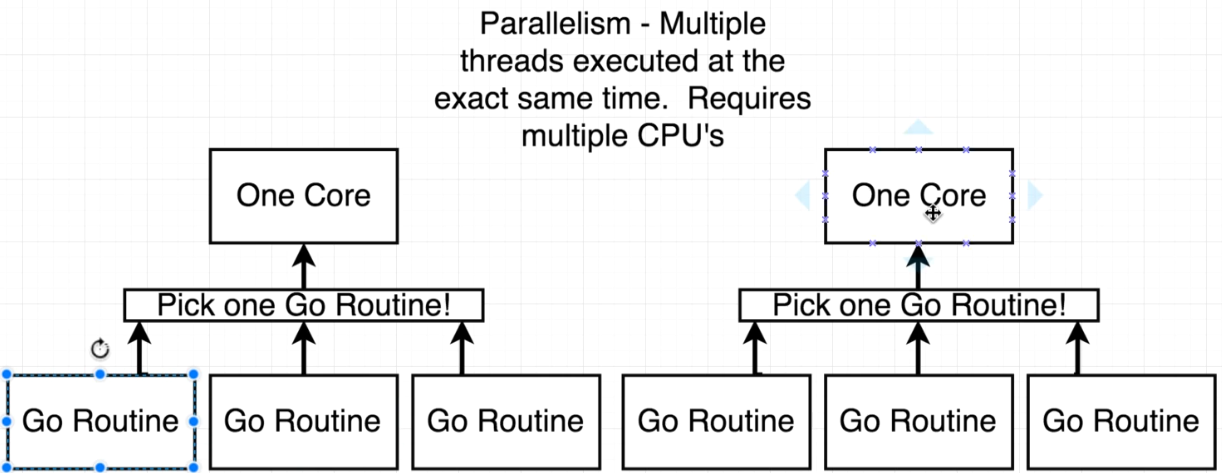 Parallelism - Multiple
threads executed at the
exact same time.  Requires
multiple CPU's
One Core
One Core
Pick one Go Routine!
Pick one Go Routine!
Go Routine
Go Routine
Go Routine
Go Routine
Go Routine
Go Routine